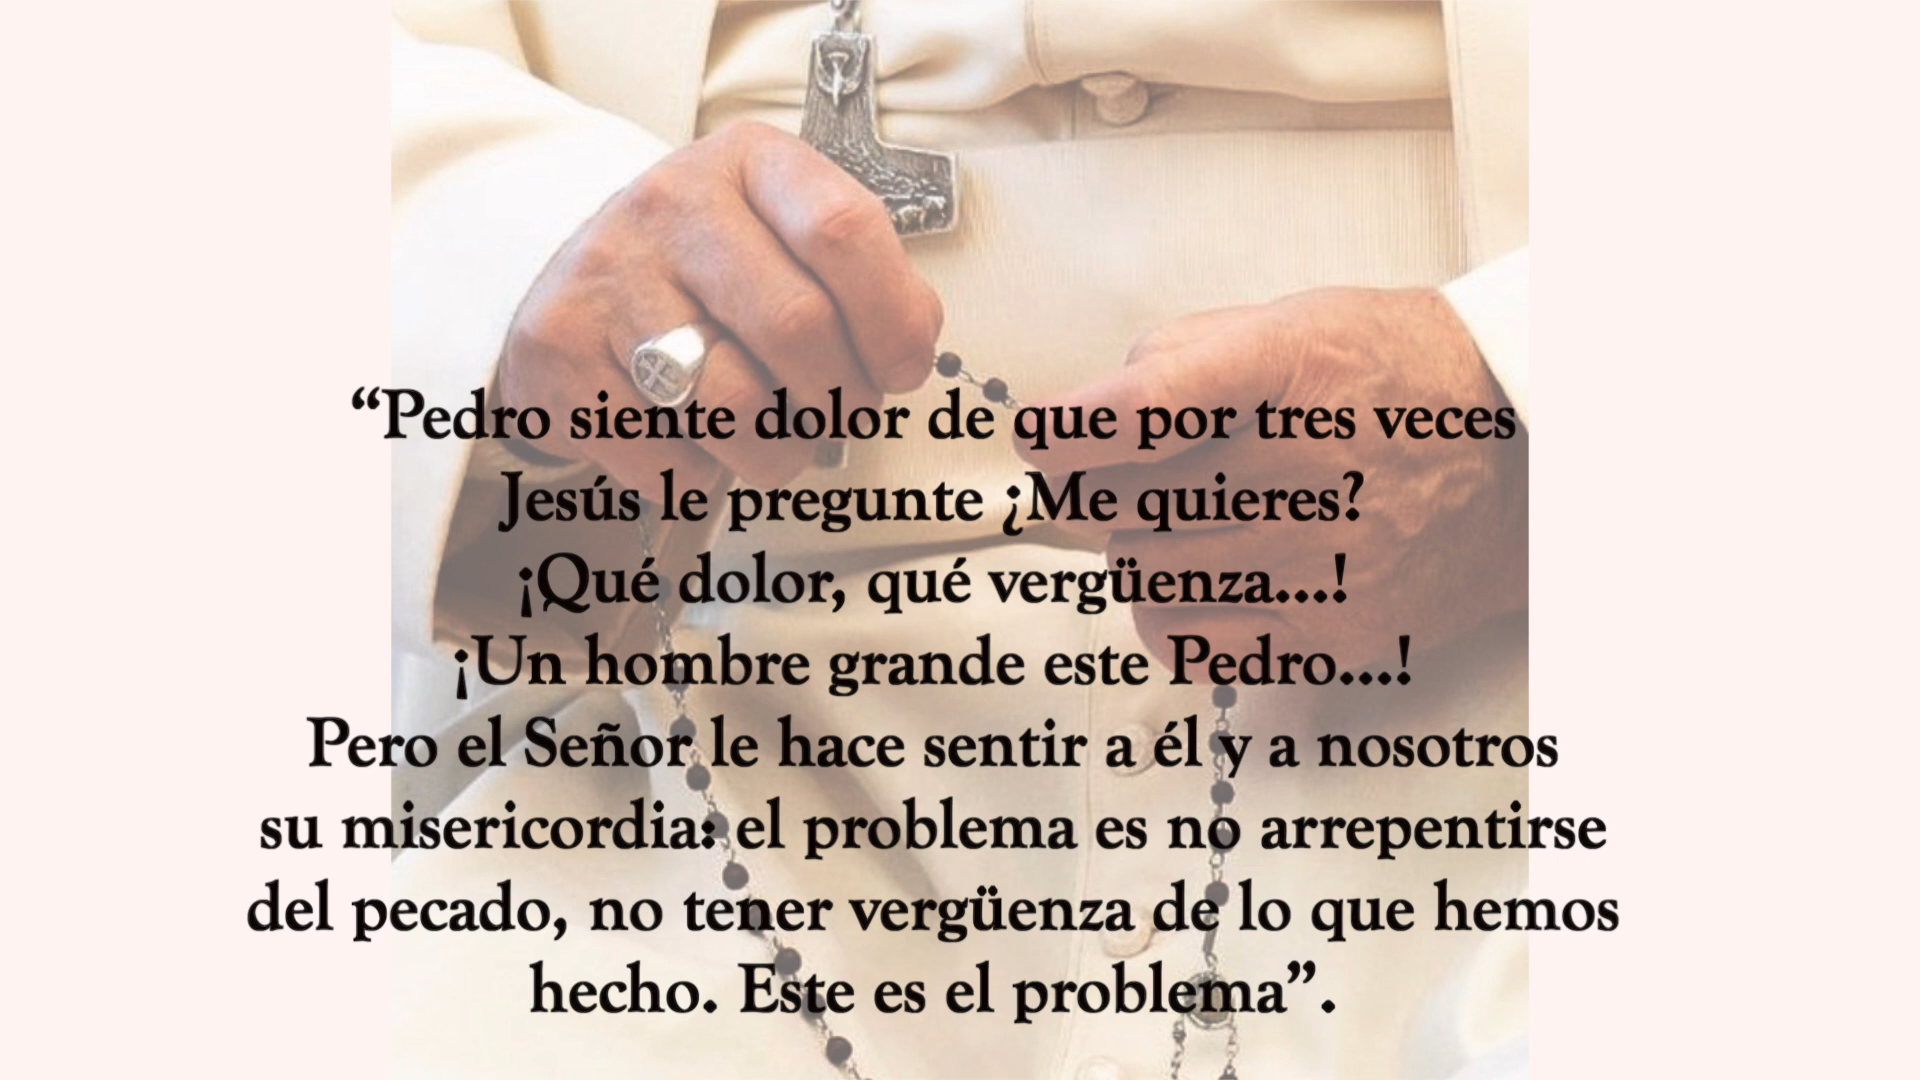 “Pedro siente dolor de que por tres veces
Jesús le pregunte ¿Me quieres?
¡Qué dolor, qué vergüenza...!
¡Un hombre grande este Pedro...!
Pero el Señor le hace sentir a él y a nosotros
su misericordia: el problema es no arrepentirse
del pecado, no tener vergüenza de lo que hemos
hecho. Este es el problema”.